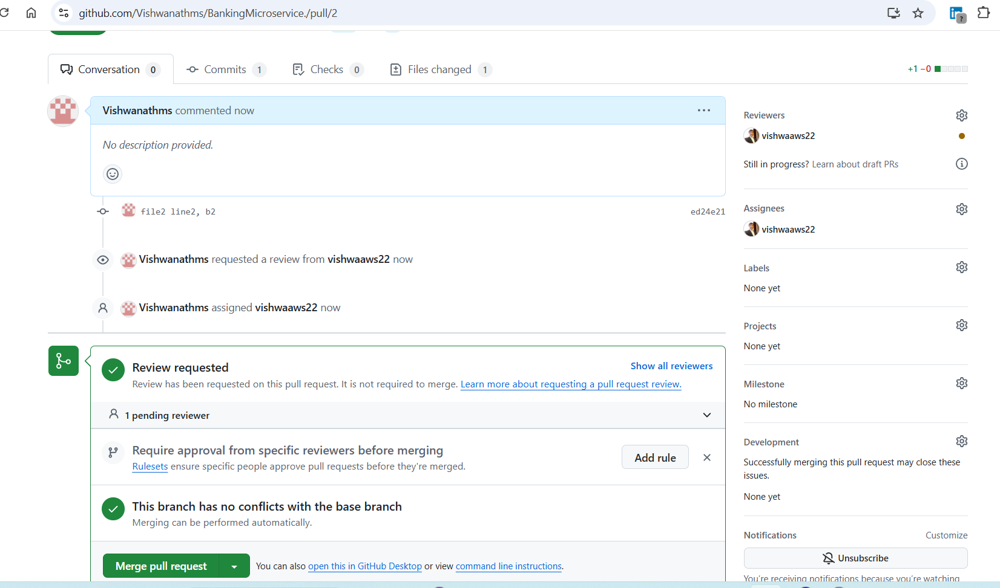 github.com/Vishwanathms/BankingMicroservice./pull/2
Conversation 0
Commits 1
Checks 0
Files changed 1
+1 −0
Vishwanathms commented now
No description provided.
file2 line2, b2
ed24e21
Vishwanathms requested a review from vishwaaws22 now
Vishwanathms assigned vishwaaws22 now
Review requested
Show all reviewers
Review has been requested on this pull request. It is not required to merge. Learn more about requesting a pull request review.
1 pending reviewer
Require approval from specific reviewers before merging
Rulesets ensure specific people approve pull requests before they're merged.
Add rule
This branch has no conflicts with the base branch
Merging can be performed automatically.
Merge pull request
You can also open this in GitHub Desktop or view command line instructions.
Reviewers
vishwaaws22
Still in progress? Learn about draft PRs
Assignees
vishwaaws22
Labels
None yet
Projects
None yet
Milestone
No milestone
Development
Successfully merging this pull request may close these
issues.
None yet
Notifications
Customize
Unsubscribe
You're receiving notifications because you're watching